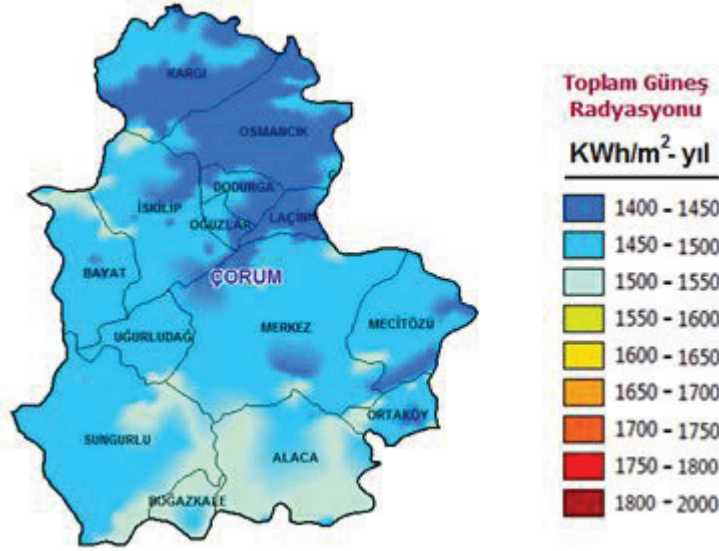 KARGI
OSMANCIK
DODURGA
İSKİLİP
OĞUZLAR
LAÇİN
BAYAT
ÇORUM
UĞURLUDAĞ
MERKEZ
MECİTÖZÜ
ORTAKÖY
SUNGURLU
ALACA
BOĞAZKALE
Toplam Güneş
Radyasyonu
KWh/m²- yıl
1400 - 1450
1450 - 1500
1500 - 1550
1550 - 1600
1600 - 1650
1650 - 1700
1700 - 1750
1750 - 1800
1800 - 2000